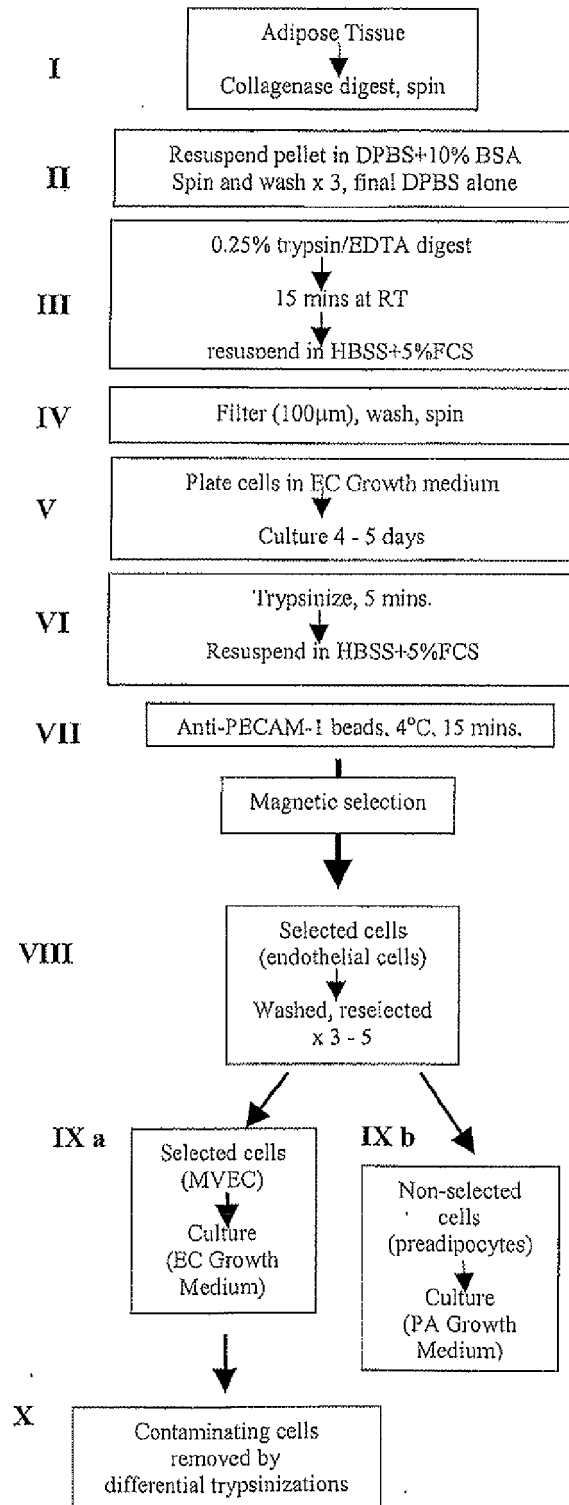 I
Adipose Tissue
Collagenase digest, spin
II
Resuspend pellet in DPBS+10% BSA
Spin and wash x 3, final DPBS alone
III
0.25% trypsin/EDTA digest
15 mins at RT
resuspend in HBSS+5%FCS
IV
Filter (100μm), wash, spin
V
Plate cells in EC Growth medium
Culture 4 - 5 days
VI
Trypsinize, 5 mins.
Resuspend in HBSS+5%FCS
VII
Anti-PECAM-1 beads, 4°C, 15 mins.
Magnetic selection
VIII
Selected cells
(endothelial cells)
Washed, reselected
x 3 - 5
IX a
Selected cells
(MVEC)
Culture
(EC Growth
Medium)
IX b
Non-selected
cells
(preadipocytes)
Culture
(PA Growth
Medium)
X
Contaminating cells
removed by
differential trypsinizations